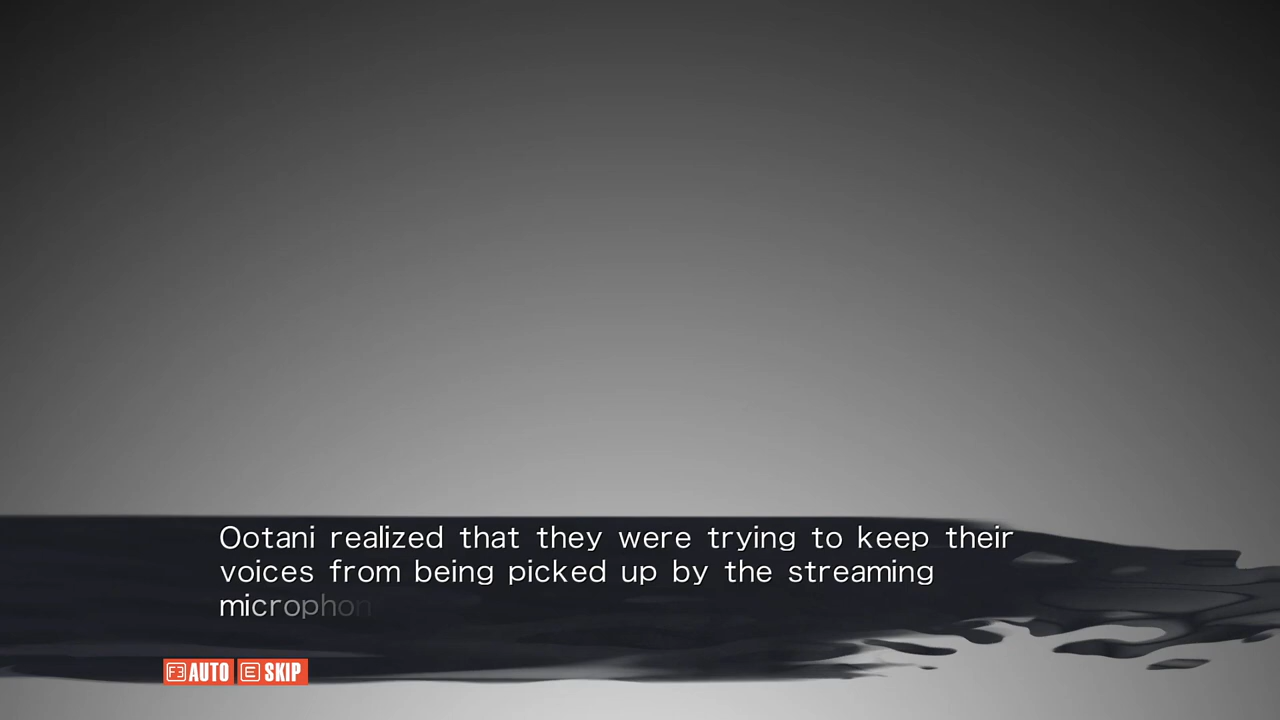 Ootani realized that they were trying to keep their
voices from being picked up by the streaming
microphon
F3 AUTO E SKIP